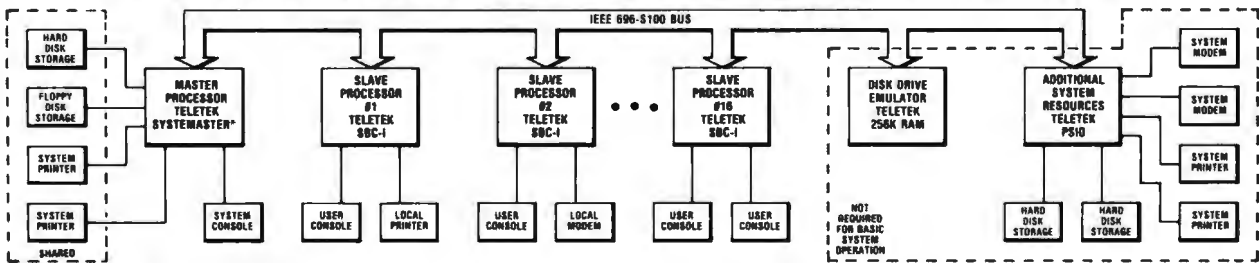 IEEE 696-S100 BUS
HARD
DISK
STORAGE
FLOPPY
DISK
STORAGE
SYSTEM
PRINTER
SYSTEM
PRINTER
SHARED
MASTER
PROCESSOR
TELETEK
SYSTEMASTER*
SYSTEM
CONSOLE
SLAVE
PROCESSOR
#1
TELETEK
SBC-I
USER
CONSOLE
LOCAL
PRINTER
SLAVE
PROCESSOR
#2
TELETEK
SBC-I
USER
CONSOLE
LOCAL
MODEM
SLAVE
PROCESSOR
#16
TELETEK
SBC-I
USER
CONSOLE
USER
CONSOLE
DISK DRIVE
EMULATOR
TELETEK
256K RAM
NOT
REQUIRED
FOR BASIC
SYSTEM
OPERATION
ADDITIONAL
SYSTEM
RESOURCES
TELETEK
PSIO
HARD
DISK
STORAGE
HARD
DISK
STORAGE
SYSTEM
MODEM
SYSTEM
MODEM
SYSTEM
PRINTER
SYSTEM
PRINTER